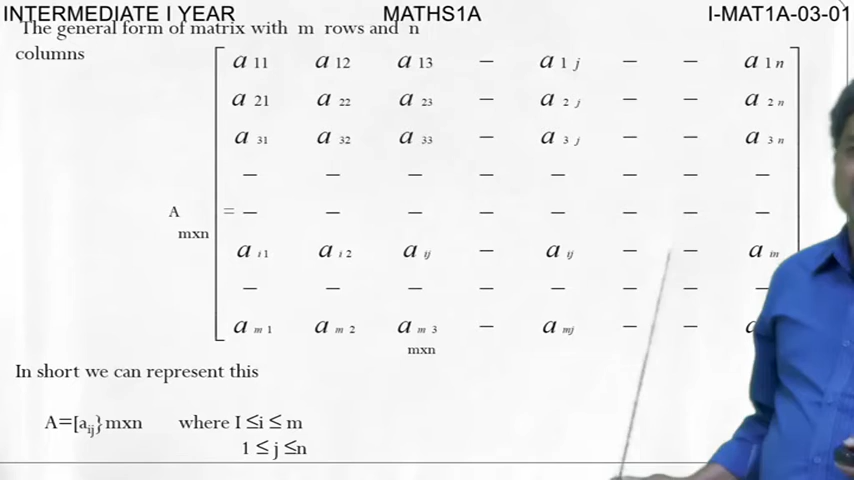 INTERMEDIATE I YEAR MATHS1A I-MAT1A-03-01
The general form of matrix with m rows and n
columns
a 11 a 12 a 13 – a 1 j – – a 1 n
a 21 a 22 a 23 – a 2 j – – a 2 n
a 31 a 32 a 33 – a 3 j – – a 3 n
– – – – – – – –
A = – – – – – – – –
mxn
a i 1 a i 2 a ij – a ij – – a in
– – – – – – – –
a m 1 a m 2 a m 3 – a mj – – a
mxn
In short we can represent this
A=[aij}mxn where I ≤i ≤ m
1 ≤ j ≤n